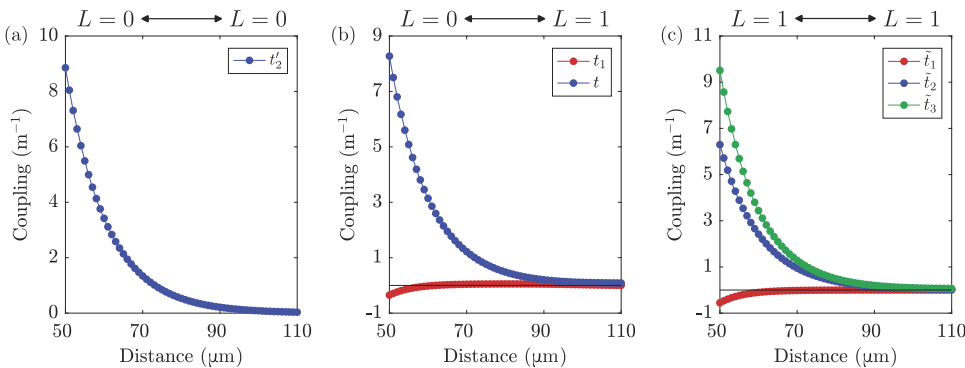 L = 0 ⟷ L = 0
L = 0 ⟷ L = 1
L = 1 ⟷ L = 1
(a)
10
8
6
4
2
0
50
70
90
110
Coupling (m⁻¹)
Distance (μm)
t′₂
(b)
9
7
5
3
1
-1
50
70
90
110
Coupling (m⁻¹)
Distance (μm)
t₁
t
(c)
11
9
7
5
3
1
-1
50
70
90
110
Coupling (m⁻¹)
Distance (μm)
t̃₁
t̃₂
t̃₃